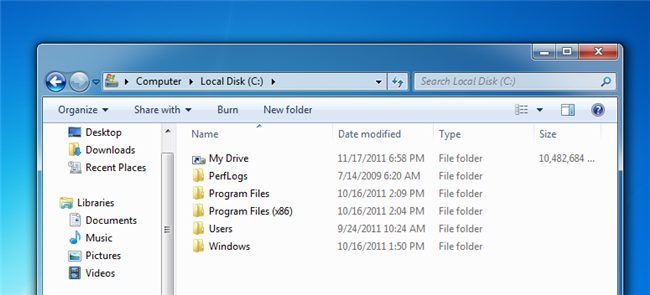 Computer Local Disk (C:) Search Local Disk (C:)
Organize Share with Burn New folder
Desktop Name Date modified Type Size
Downloads My Drive 11/17/2011 6:58 PM File folder 10,482,684 ...
Recent Places PerfLogs 7/14/2009 6:20 AM File folder
Program Files 10/16/2011 2:09 PM File folder
Libraries Program Files (x86) 10/16/2011 2:04 PM File folder
Documents Users 9/24/2011 10:24 AM File folder
Music Windows 10/16/2011 1:50 PM File folder
Pictures
Videos